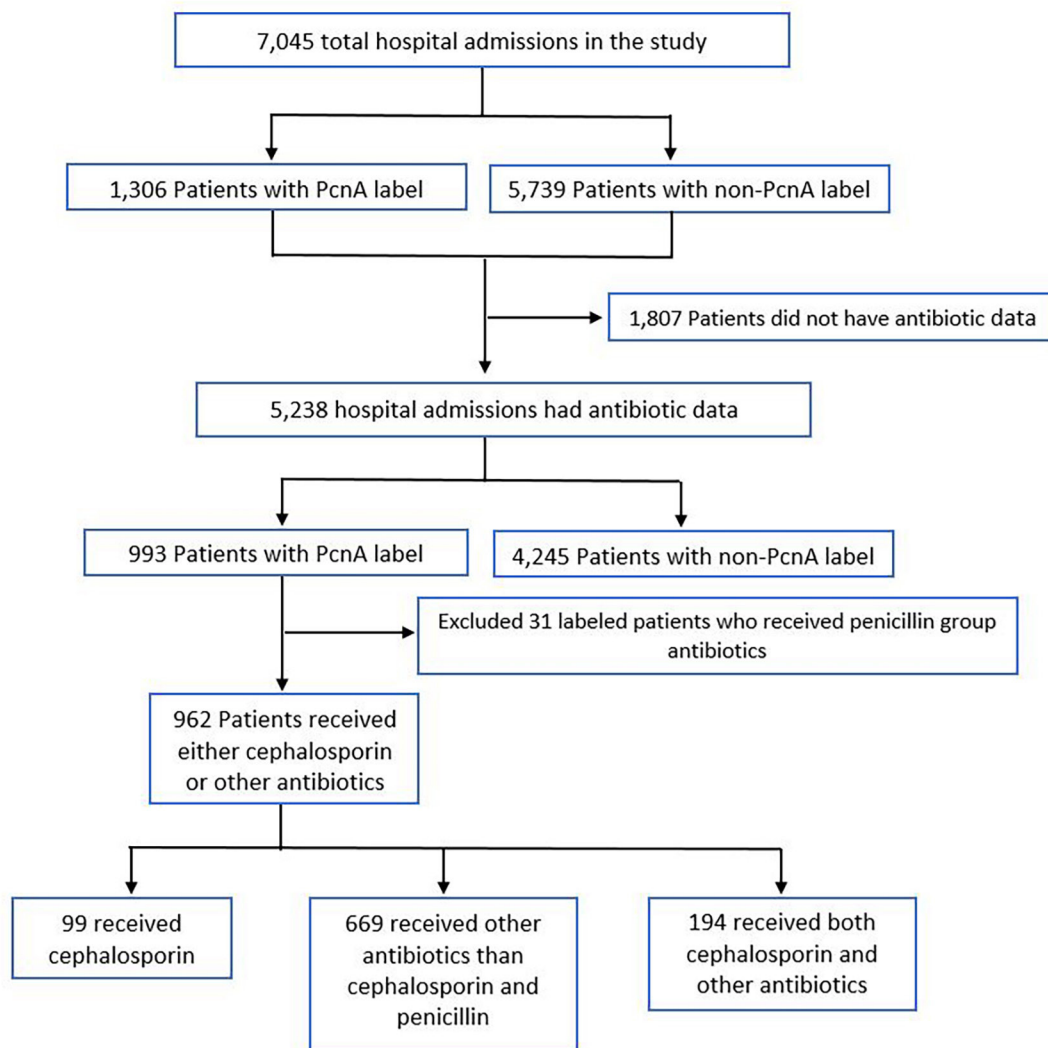 7,045 total hospital admissions in the study
1,306 Patients with PcnA label
5,739 Patients with non-PcnA label
1,807 Patients did not have antibiotic data
5,238 hospital admissions had antibiotic data
993 Patients with PcnA label
4,245 Patients with non-PcnA label
Excluded 31 labeled patients who received penicillin group
antibiotics
962 Patients received
either cephalosporin
or other antibiotics
99 received
cephalosporin
669 received other
antibiotics than
cephalosporin and
penicillin
194 received both
cephalosporin and
other antibiotics